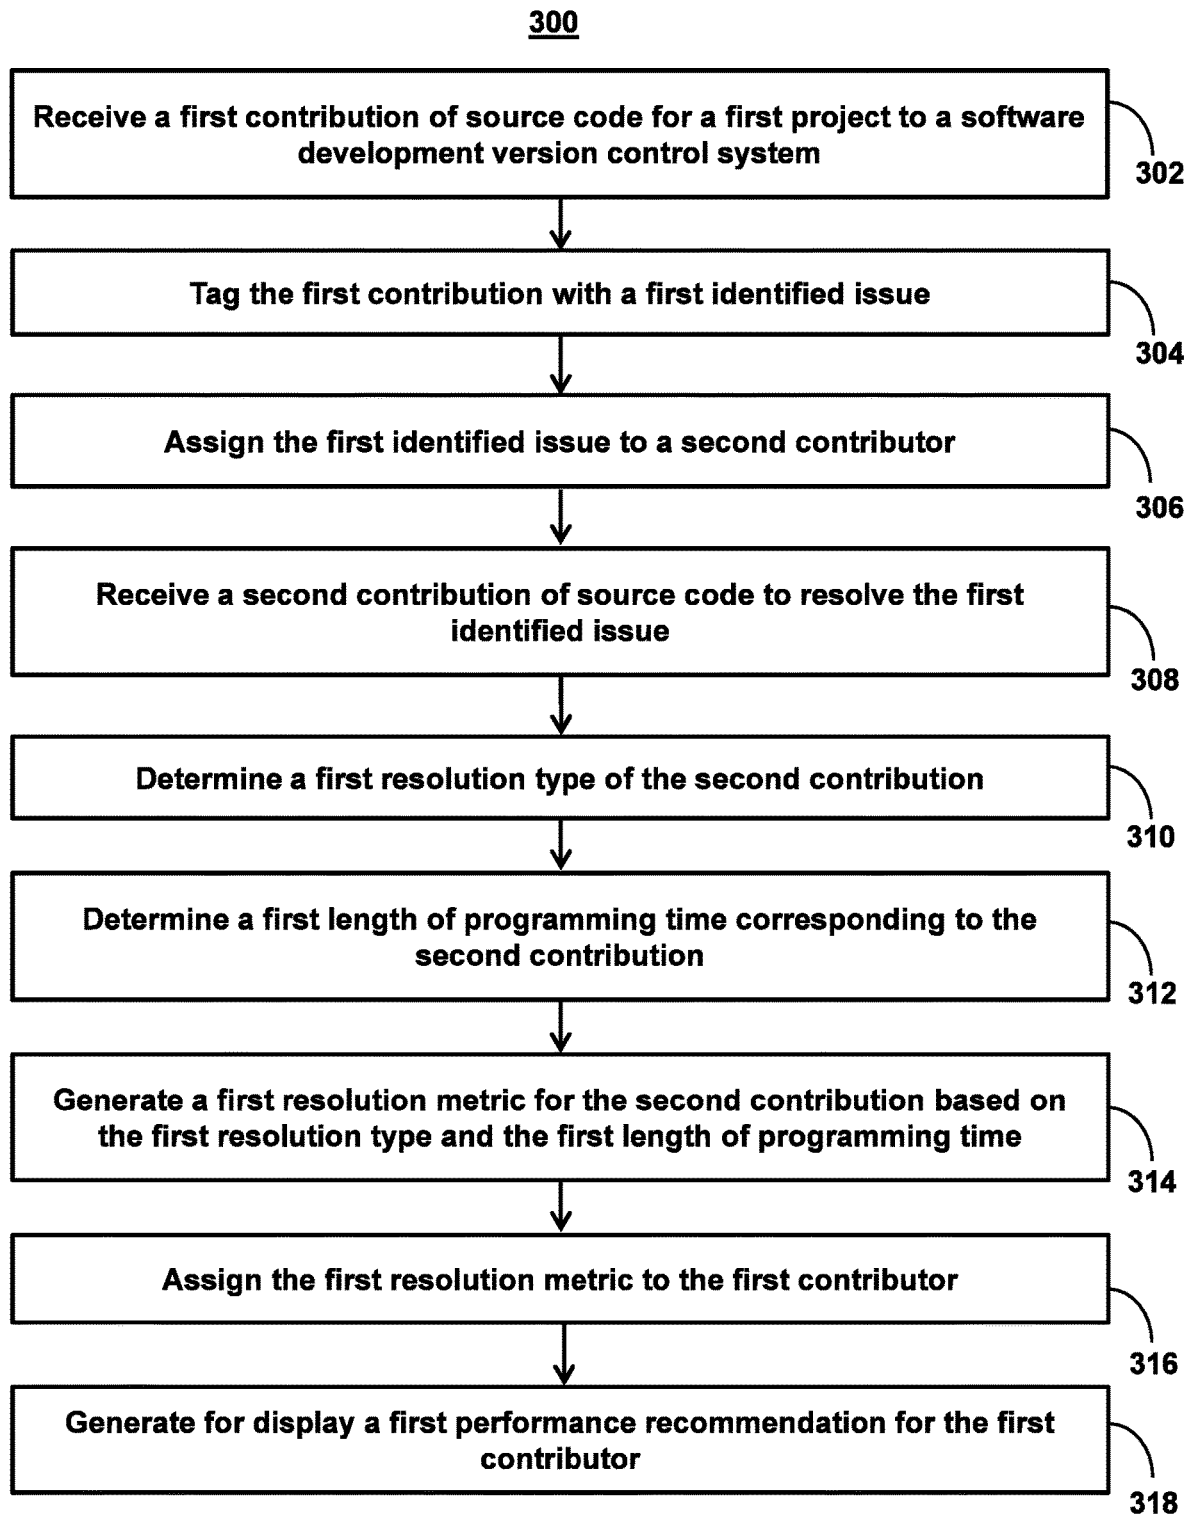 300
Receive a first contribution of source code for a first project to a software
development version control system
302
Tag the first contribution with a first identified issue
304
Assign the first identified issue to a second contributor
306
Receive a second contribution of source code to resolve the first
identified issue
308
Determine a first resolution type of the second contribution
310
Determine a first length of programming time corresponding to the
second contribution
312
Generate a first resolution metric for the second contribution based on
the first resolution type and the first length of programming time
314
Assign the first resolution metric to the first contributor
316
Generate for display a first performance recommendation for the first
contributor
318